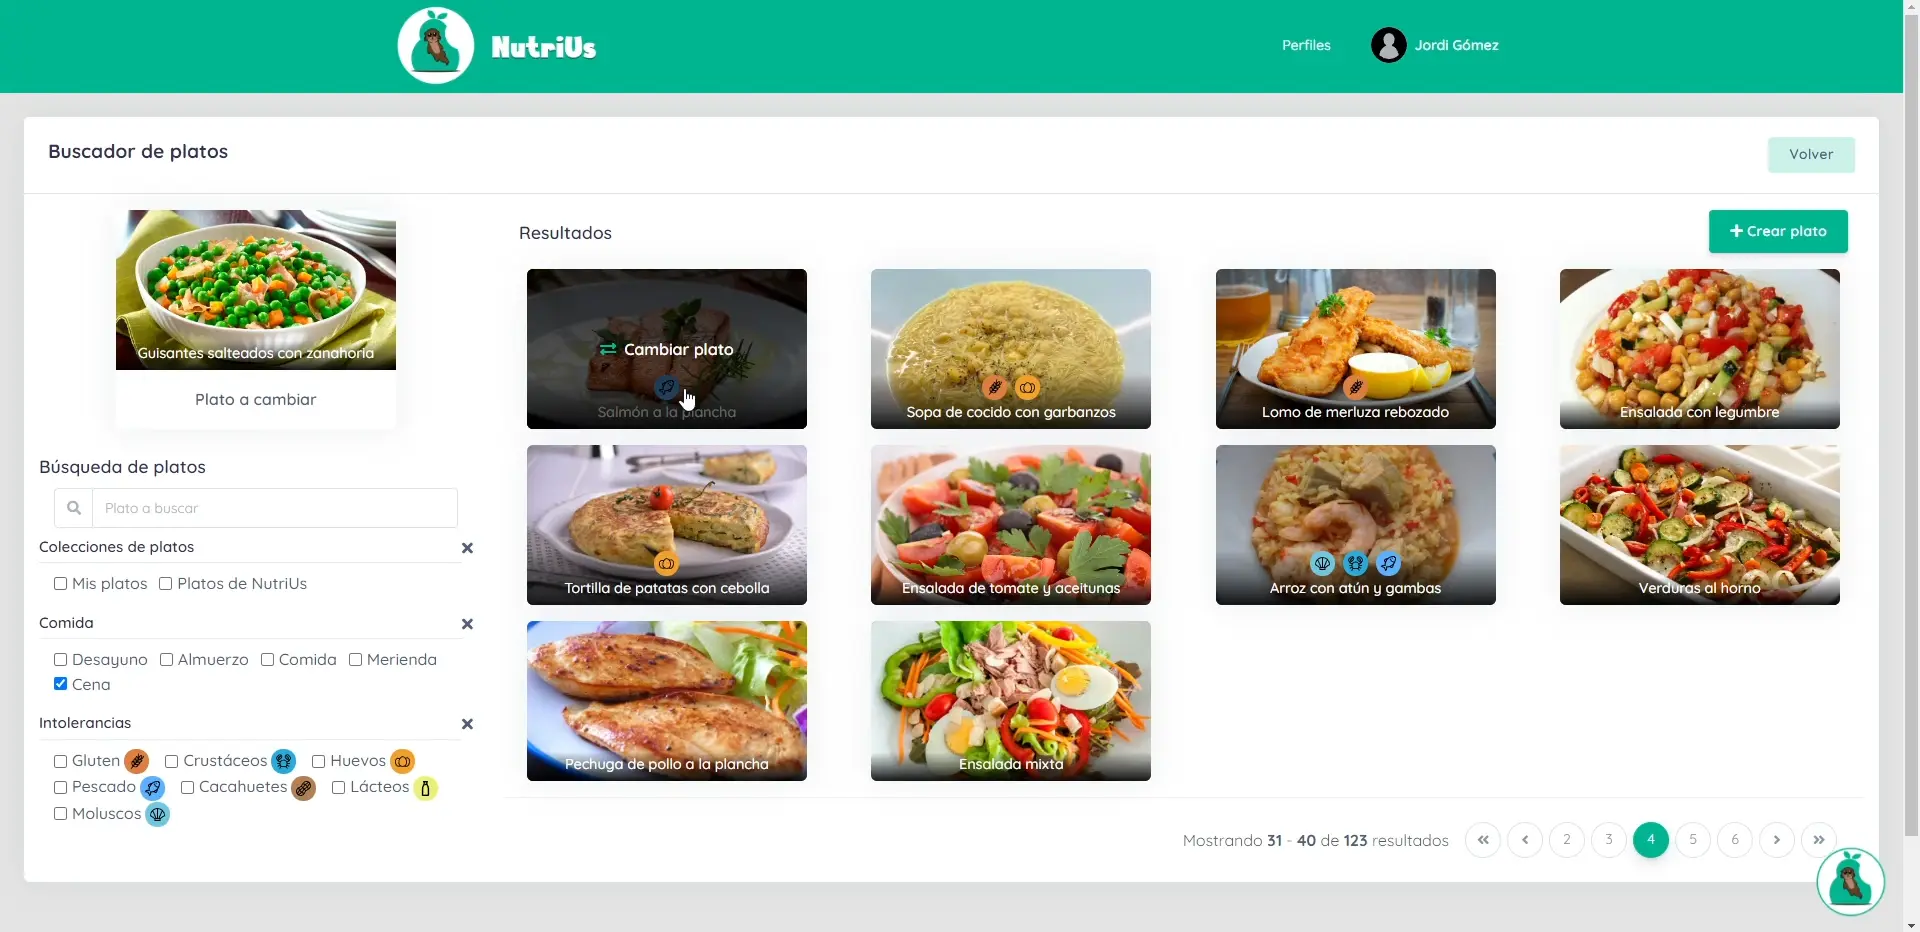 NutriUs
Perfiles
Jordi Gómez
Buscador de platos
Volver
Guisantes salteados con zanahoria
Plato a cambiar
Búsqueda de platos
Plato a buscar
Colecciones de platos
Mis platos
Platos de NutriUs
Comida
Desayuno
Almuerzo
Comida
Merienda
Cena
Intolerancias
Gluten
Crustáceos
Huevos
Pescado
Cacahuetes
Lácteos
Moluscos
Resultados
Crear plato
Cambiar plato
Salmón a la plancha
Sopa de cocido con garbanzos
Lomo de merluza rebozado
Ensalada con legumbre
Tortilla de patatas con cebolla
Ensalada de tomate y aceitunas
Arroz con atún y gambas
Verduras al horno
Pechuga de pollo a la plancha
Ensalada mixta
Mostrando 31 - 40 de 123 resultados
« ‹ 2 3 4 5 6 › »